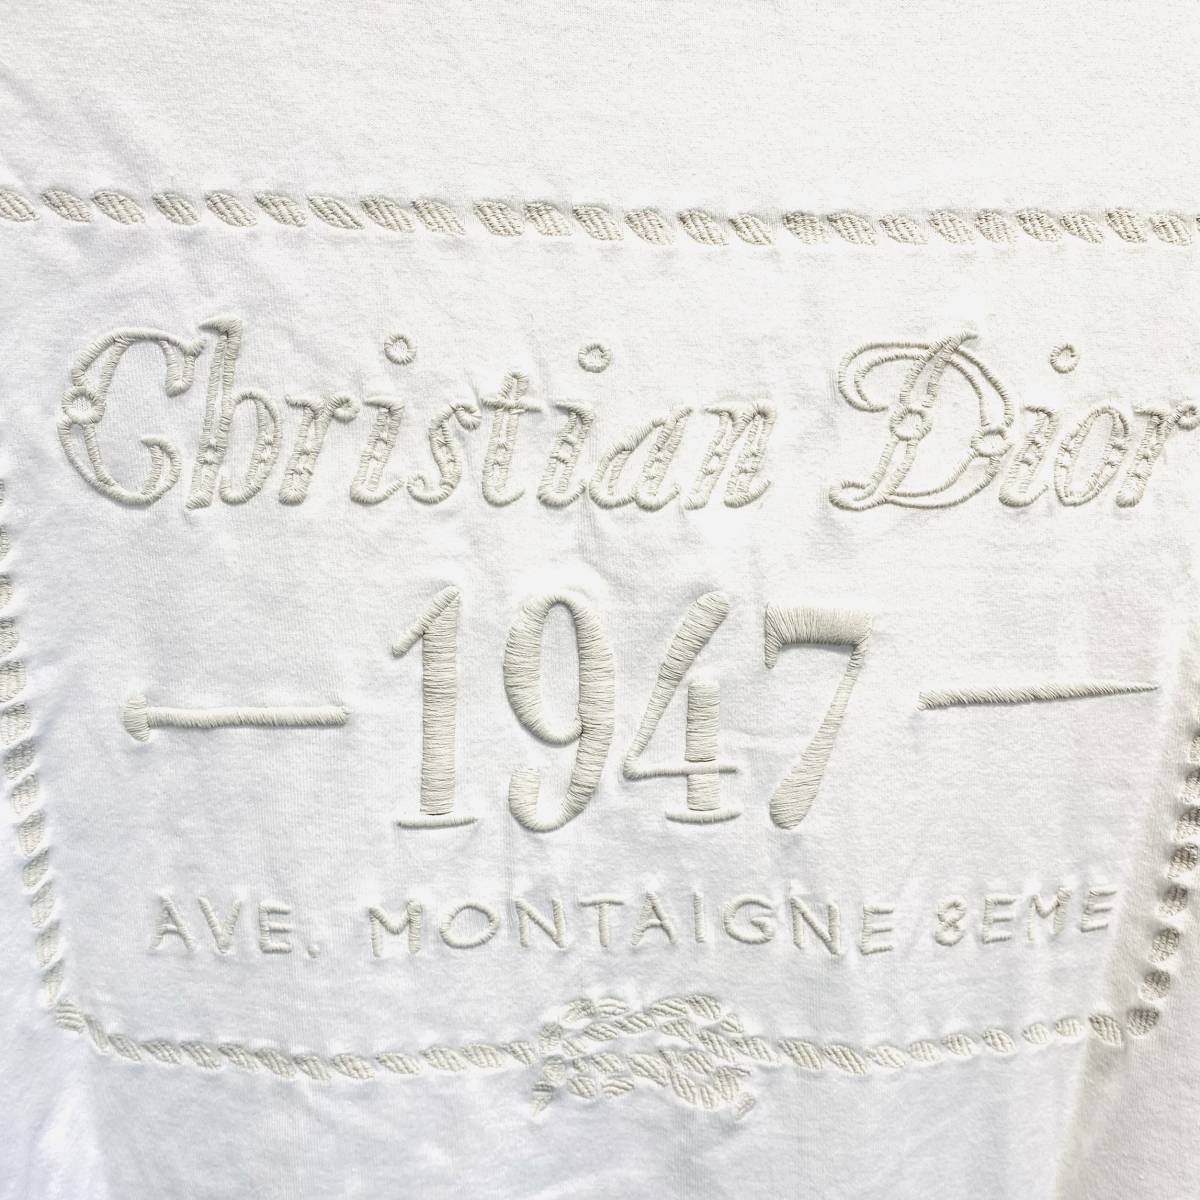 Christian Dior
1947
AVE. MONTAIGNE 8EME